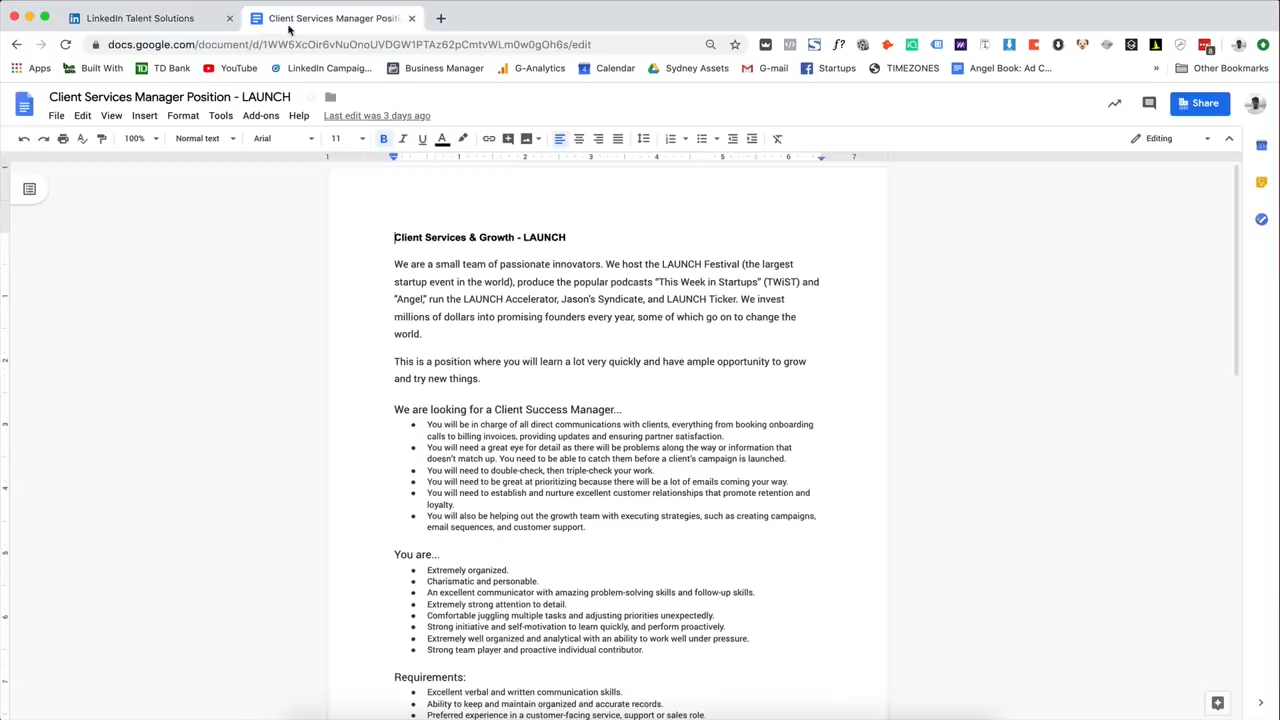 LinkedIn Talent Solutions
Client Services Manager Positi
docs.google.com/document/d/1WW5XcOir6vNuOnoUVDGW1PTAz62pCmtvWLm0w0gOh6s/edit
Apps
Built With
TD Bank
YouTube
LinkedIn Campaig...
Business Manager
G-Analytics
Calendar
Sydney Assets
G-mail
Startups
TIMEZONES
Angel Book: Ad C...
»
Other Bookmarks
Client Services Manager Position - LAUNCH
File Edit View Insert Format Tools Add-ons Help Last edit was 3 days ago
Share
100% Normal text Arial 11 B I U A Editing
1 1 2 3 4 5 6 7
Client Services & Growth - LAUNCH
We are a small team of passionate innovators. We host the LAUNCH Festival (the largest
startup event in the world), produce the popular podcasts “This Week in Startups” (TWiST) and
“Angel,” run the LAUNCH Accelerator, Jason’s Syndicate, and LAUNCH Ticker. We invest
millions of dollars into promising founders every year, some of which go on to change the
world.
This is a position where you will learn a lot very quickly and have ample opportunity to grow
and try new things.
We are looking for a Client Success Manager...
● You will be in charge of all direct communications with clients, everything from booking onboarding
calls to billing invoices, providing updates and ensuring partner satisfaction.
● You will need a great eye for detail as there will be problems along the way or information that
doesn’t match up. You need to be able to catch them before a client’s campaign is launched.
● You will need to double-check, then triple-check your work.
● You will need to be great at prioritizing because there will be a lot of emails coming your way.
● You will need to establish and nurture excellent customer relationships that promote retention and
loyalty.
● You will also be helping out the growth team with executing strategies, such as creating campaigns,
email sequences, and customer support.
You are...
● Extremely organized.
● Charismatic and personable.
● An excellent communicator with amazing problem-solving skills and follow-up skills.
● Extremely strong attention to detail.
● Comfortable juggling multiple tasks and adjusting priorities unexpectedly.
● Strong initiative and self-motivation to learn quickly, and perform proactively.
● Extremely well organized and analytical with an ability to work well under pressure.
● Strong team player and proactive individual contributor.
Requirements:
● Excellent verbal and written communication skills.
● Ability to keep and maintain organized and accurate records.
● Preferred experience in a customer-facing service, support or sales role.